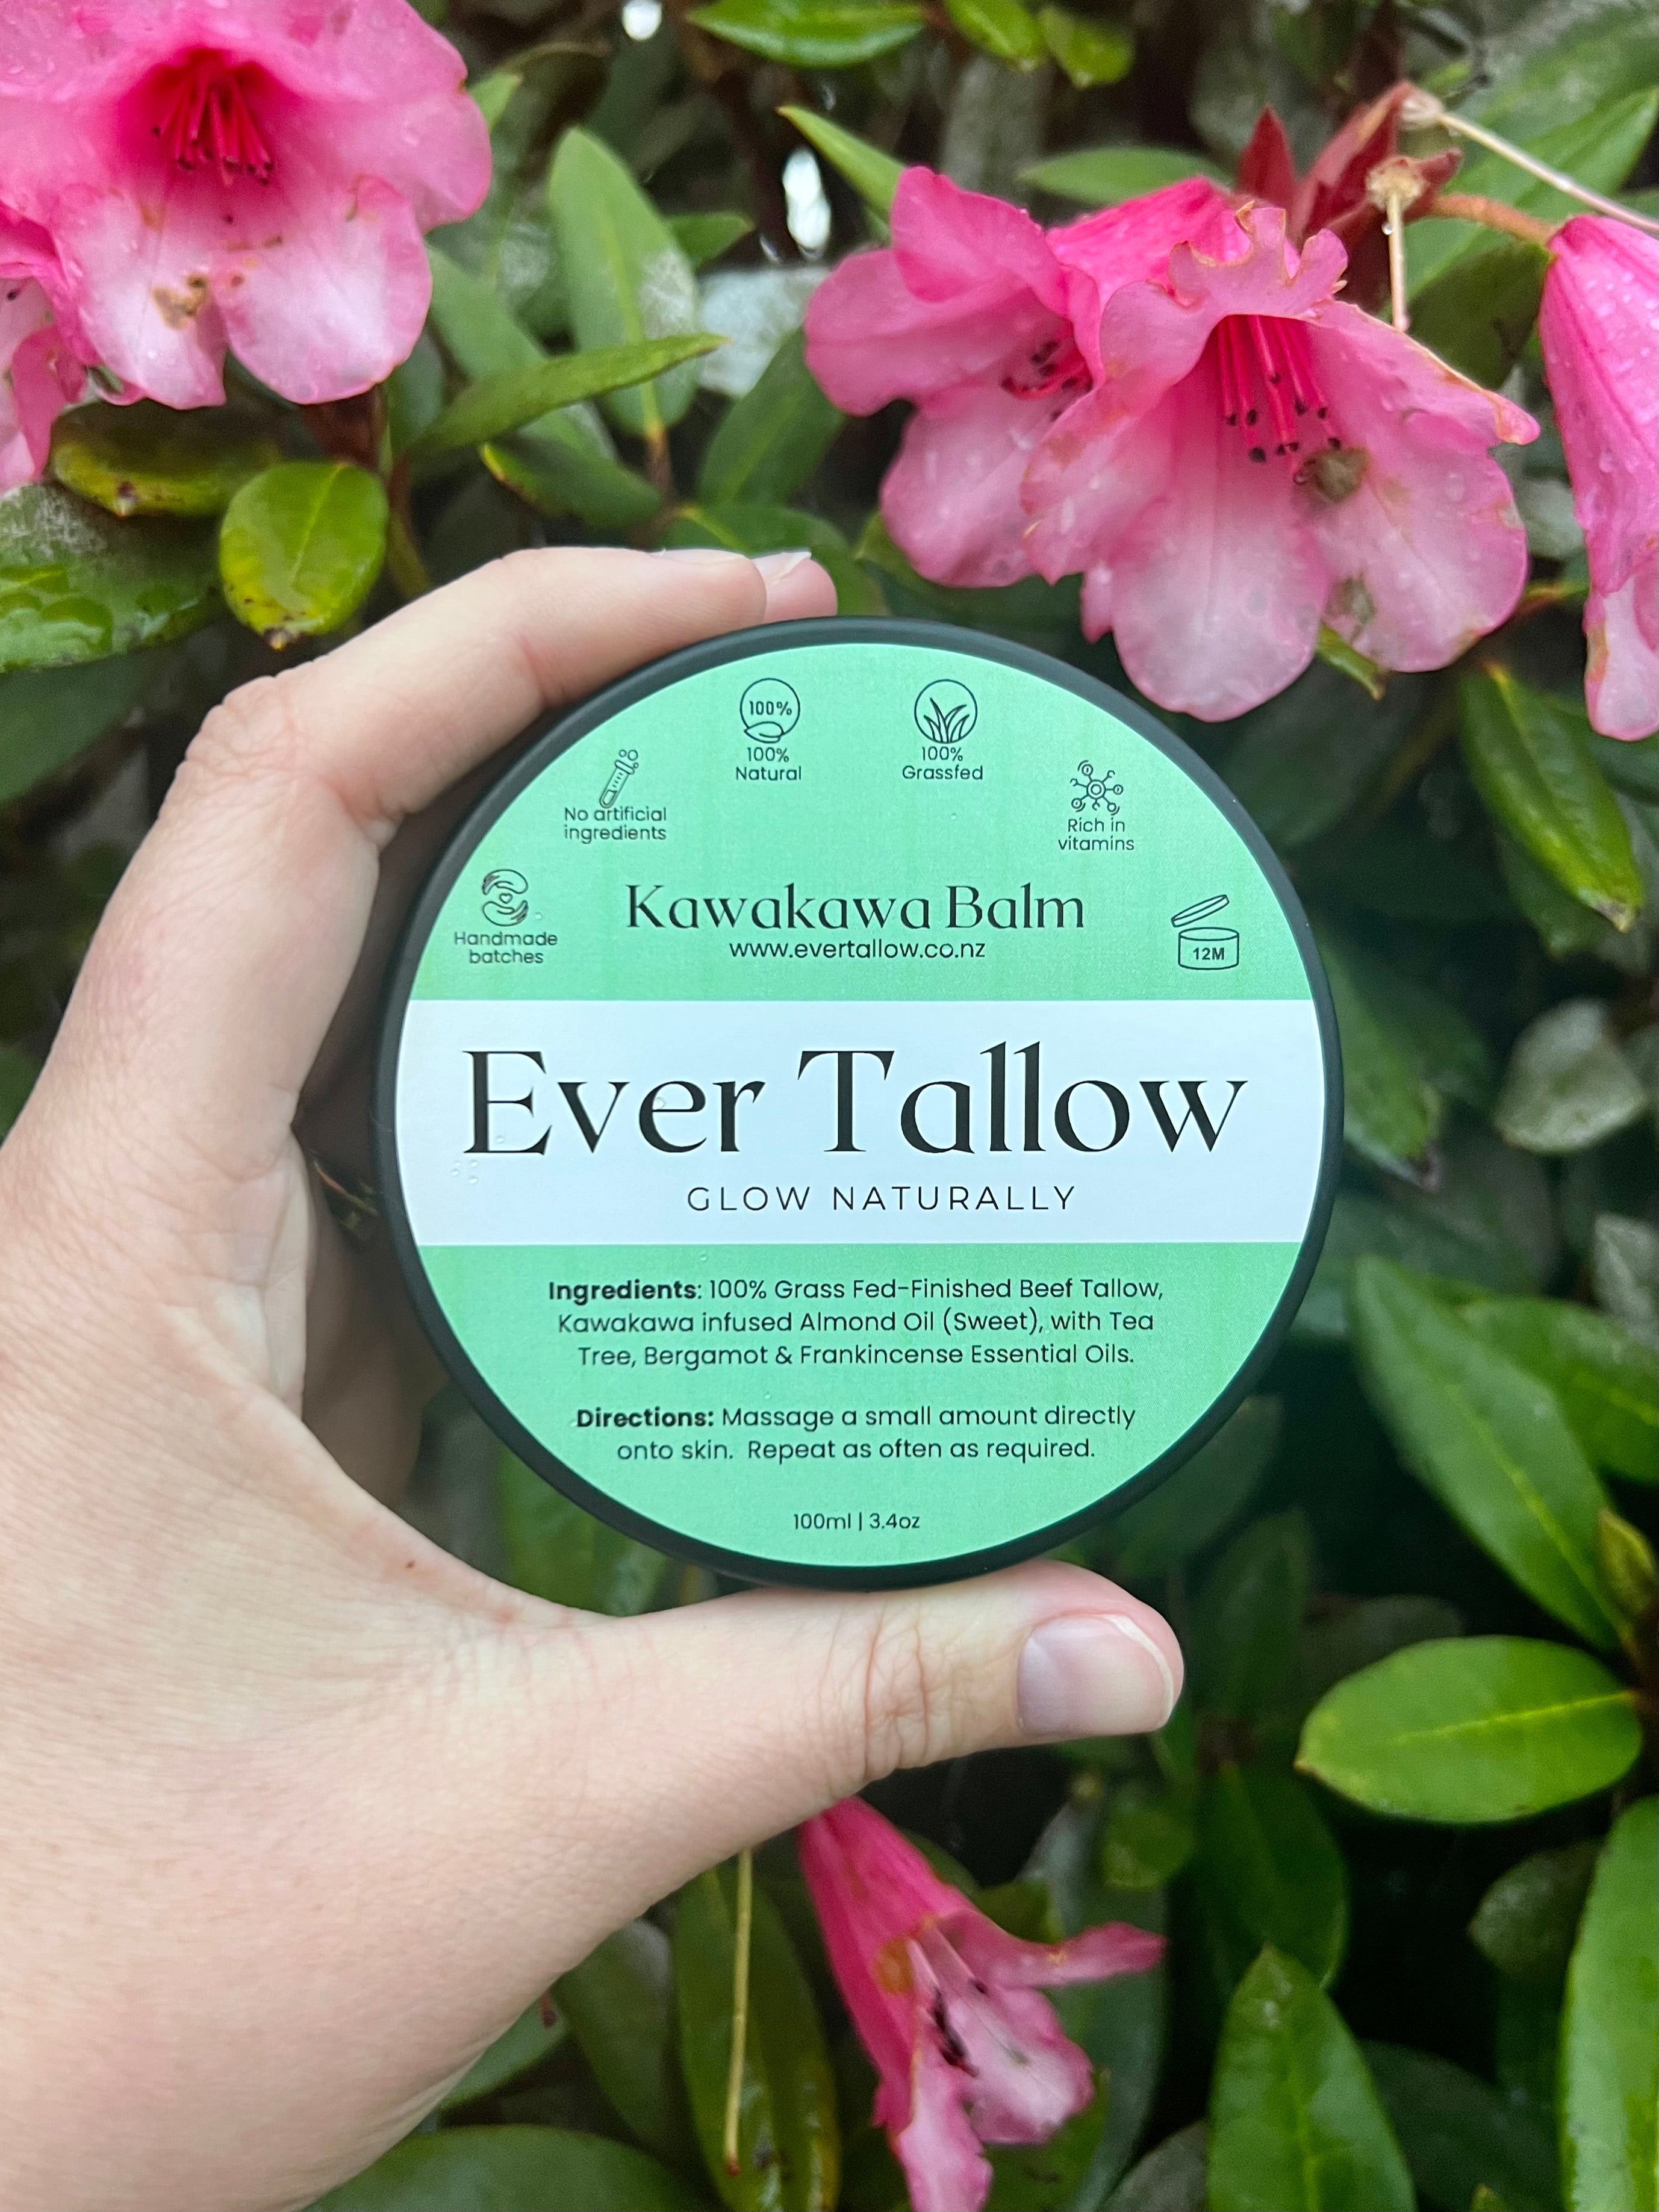 100%
100%
Natural
100%
Grassfed
No artificial
ingredients
Rich in
vitamins
Handmade
batches
Kawakawa Balm
www.evertallow.co.nz
12M
Ever Tallow
GLOW NATURALLY
Ingredients: 100% Grass Fed-Finished Beef Tallow,
Kawakawa infused Almond Oil (Sweet), with Tea
Tree, Bergamot & Frankincense Essential Oils.
Directions: Massage a small amount directly
onto skin. Repeat as often as required.
100ml | 3.4oz